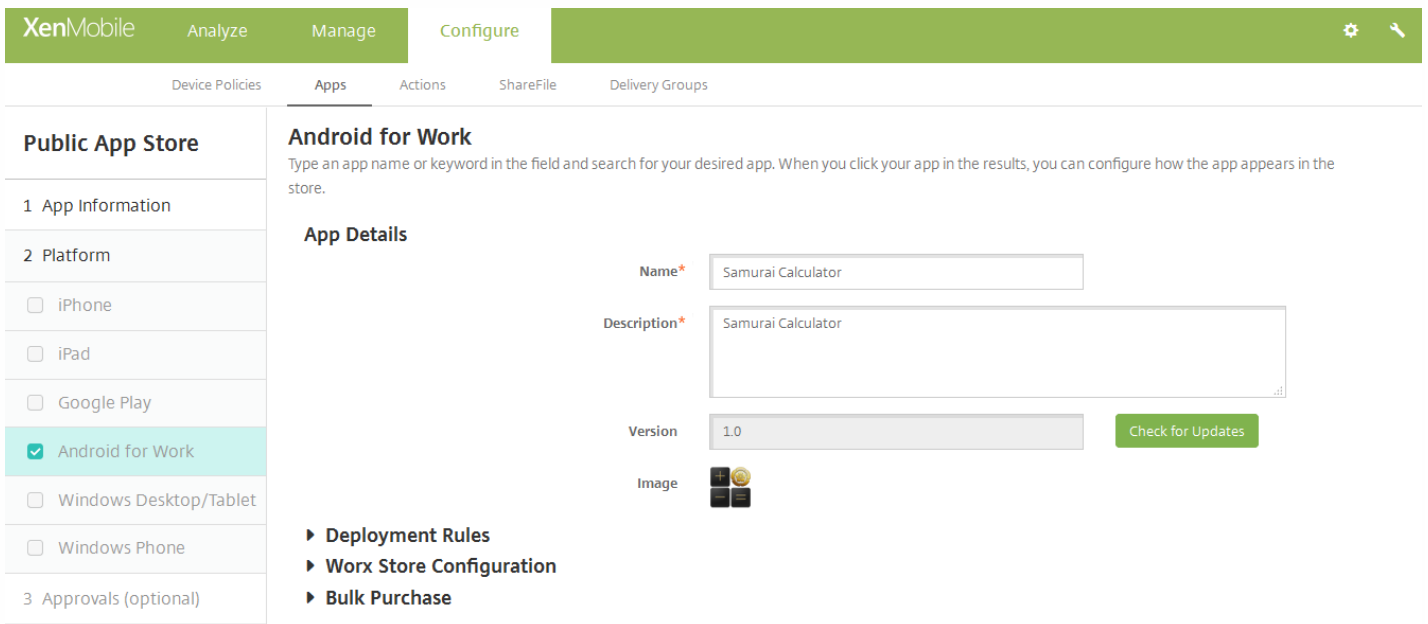 XenMobile Analyze Manage Configure
Device Policies Apps Actions ShareFile Delivery Groups
Public App Store
1 App Information
2 Platform
iPhone
iPad
Google Play
Android for Work
Windows Desktop/Tablet
Windows Phone
3 Approvals (optional)
Android for Work
Type an app name or keyword in the field and search for your desired app. When you click your app in the results, you can configure how the app appears in the
store.
App Details
Name* Samurai Calculator
Description* Samurai Calculator
Version 1.0 Check for Updates
Image
Deployment Rules
Worx Store Configuration
Bulk Purchase